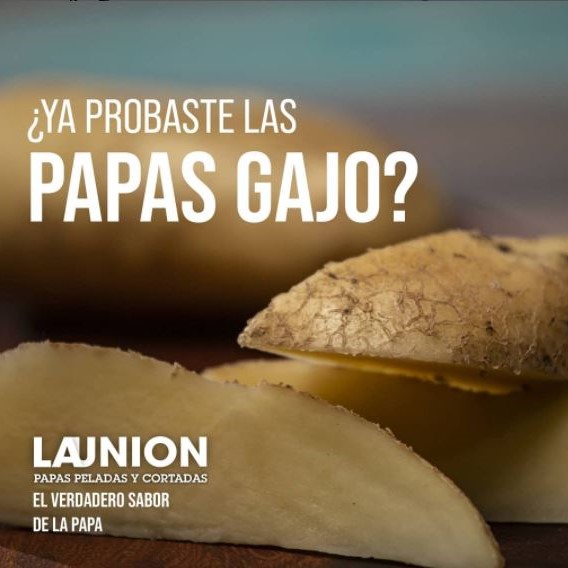 ¿YA PROBASTE LAS
PAPAS GAJO?
LAUNION
PAPAS PELADAS Y CORTADAS
EL VERDADERO SABOR
DE LA PAPA